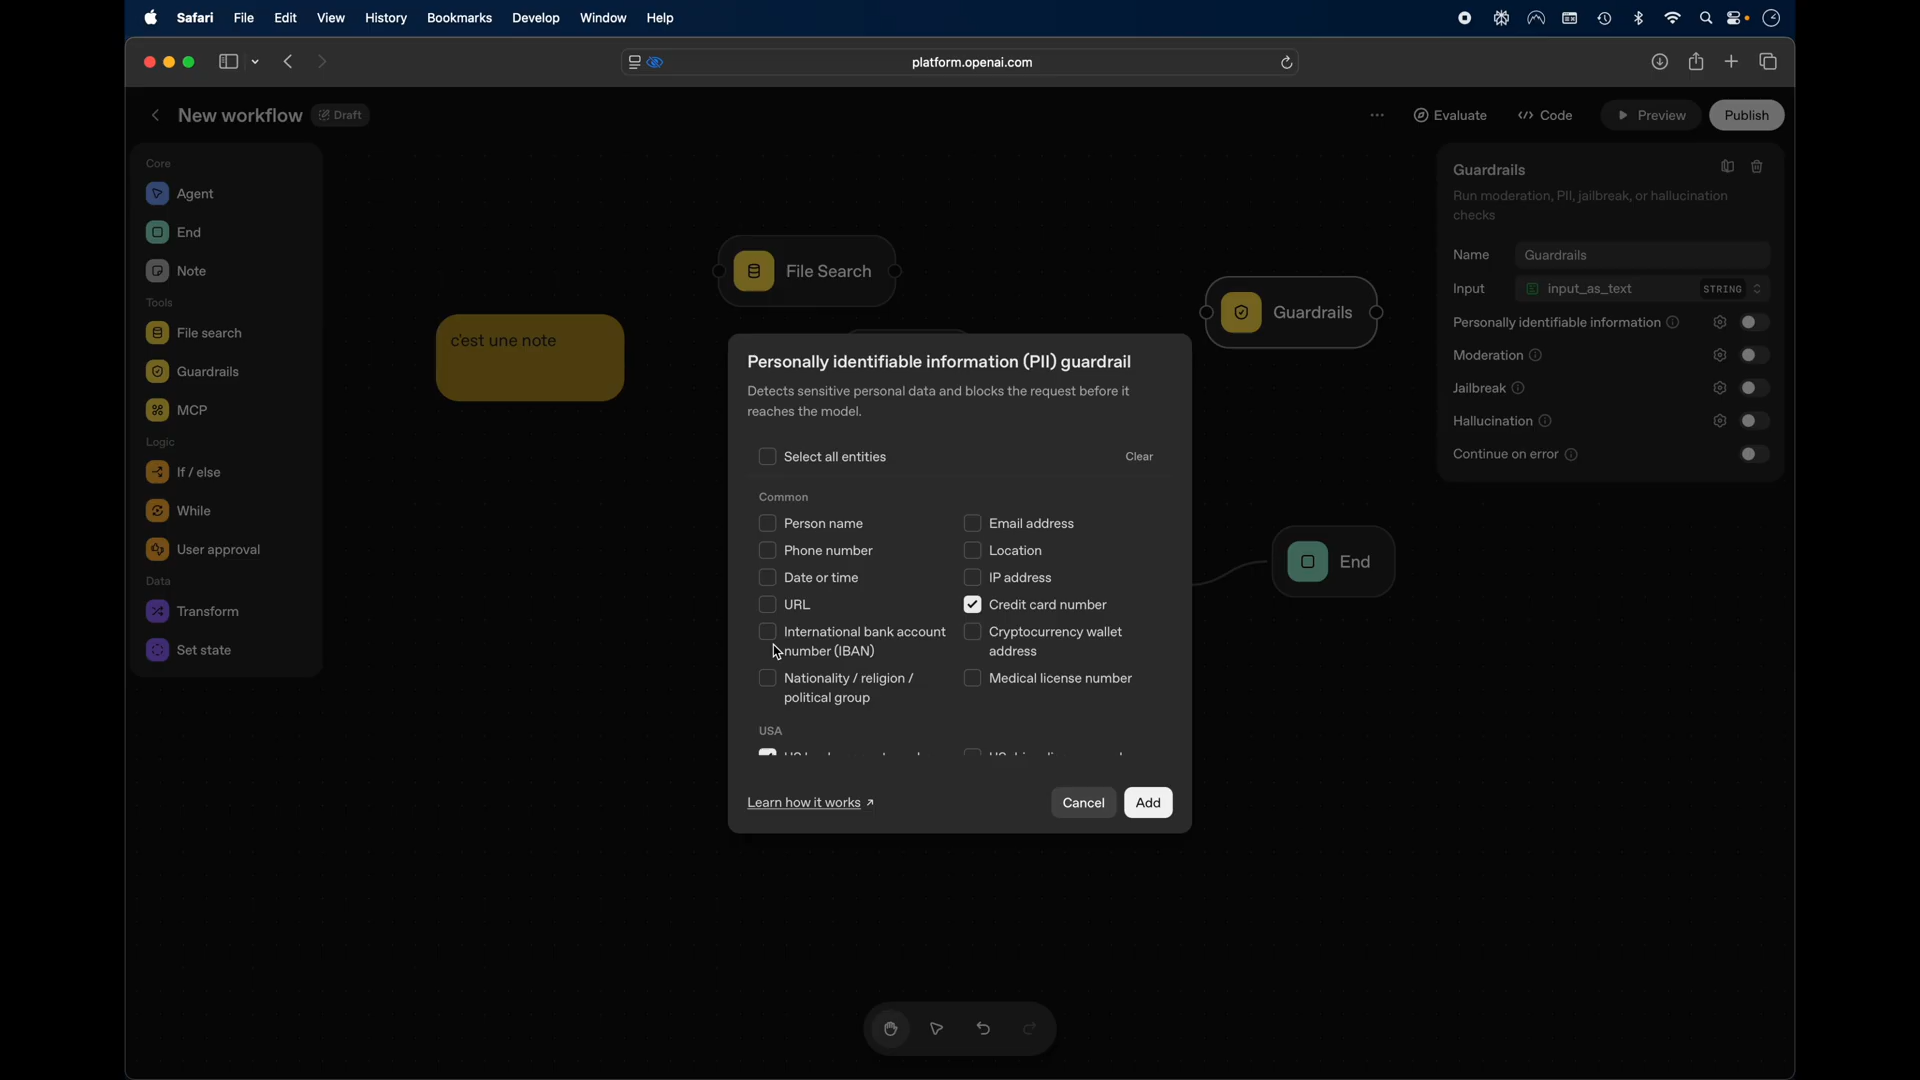 Safari File Edit View History Bookmarks Develop Window Help
platform.openai.com
New workflow Draft
Evaluate Code Preview Publish
Core
Agent
End
Note
Tools
File search
Guardrails
MCP
Logic
If / else
While
User approval
Data
Transform
Set state
c'est une note
File Search
Guardrails
End
Personally identifiable information (PII) guardrail
Detects sensitive personal data and blocks the request before it
reaches the model.
Select all entities Clear
Common
Person name Email address
Phone number Location
Date or time IP address
URL Credit card number
International bank account Cryptocurrency wallet
number (IBAN) address
Nationality / religion / Medical license number
political group
USA
Learn how it works Cancel Add
Guardrails
Run moderation, PII, jailbreak, or hallucination
checks
Name Guardrails
Input input_as_text STRING
Personally identifiable information
Moderation
Jailbreak
Hallucination
Continue on error